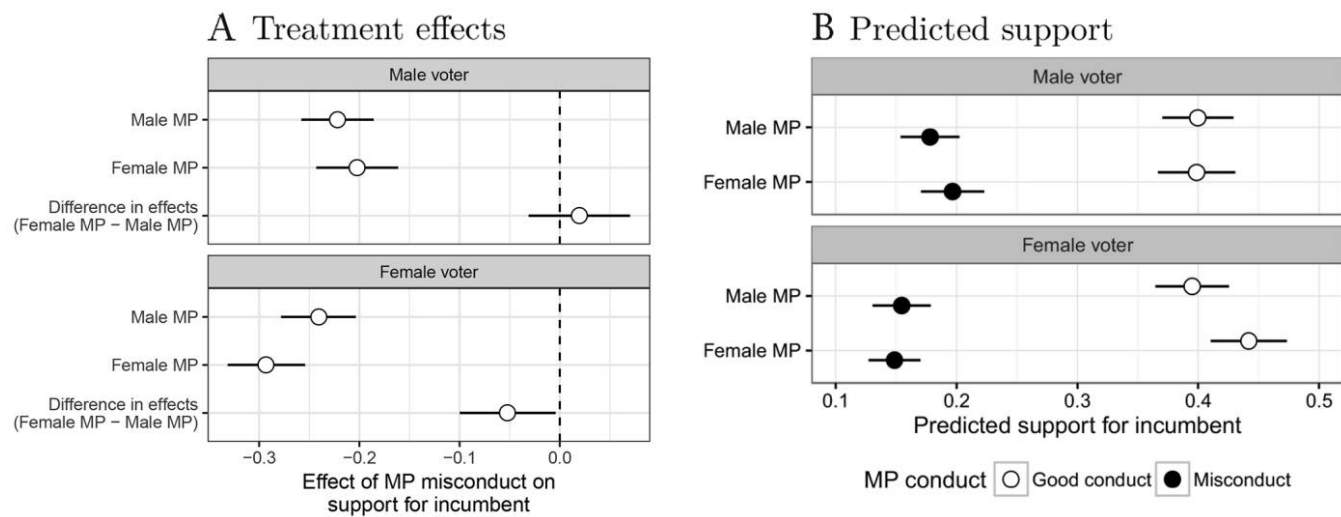 A Treatment effects
Male voter
Male MP
Female MP
Difference in effects
(Female MP − Male MP)
Female voter
Male MP
Female MP
Difference in effects
(Female MP − Male MP)
−0.3 −0.2 −0.1 0.0
Effect of MP misconduct on
support for incumbent
B Predicted support
Male voter
Male MP
Female MP
Female voter
Male MP
Female MP
0.1 0.2 0.3 0.4 0.5
Predicted support for incumbent
MP conduct Good conduct Misconduct